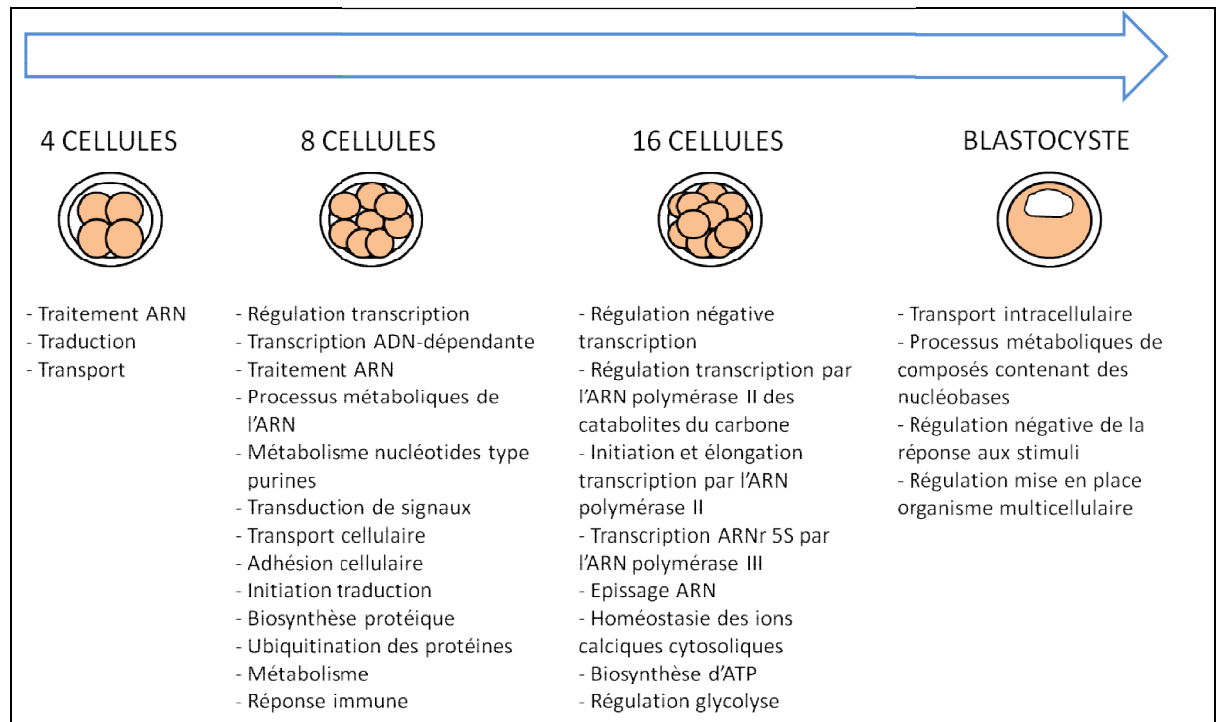 4 CELLULES
- Traitement ARN
- Traduction
- Transport
8 CELLULES
- Régulation transcription
- Transcription ADN-dépendante
- Traitement ARN
- Processus métaboliques de
l'ARN
- Métabolisme nucléotides type
purines
- Transduction de signaux
- Transport cellulaire
- Adhésion cellulaire
- Initiation traduction
- Biosynthèse protéique
- Ubiquitination des protéines
- Métabolisme
- Réponse immune
16 CELLULES
- Régulation négative
transcription
- Régulation transcription par
l'ARN polymérase II des
catabolites du carbone
- Initiation et élongation
transcription par l'ARN
polymérase II
- Transcription ARNr 5S par
l'ARN polymérase III
- Epissage ARN
- Homéostasie des ions
calciques cytosoliques
- Biosynthèse d'ATP
- Régulation glycolyse
BLASTOCYSTE
- Transport intracellulaire
- Processus métaboliques de
composés contenant des
nucléobases
- Régulation négative de la
réponse aux stimuli
- Régulation mise en place
organisme multicellulaire